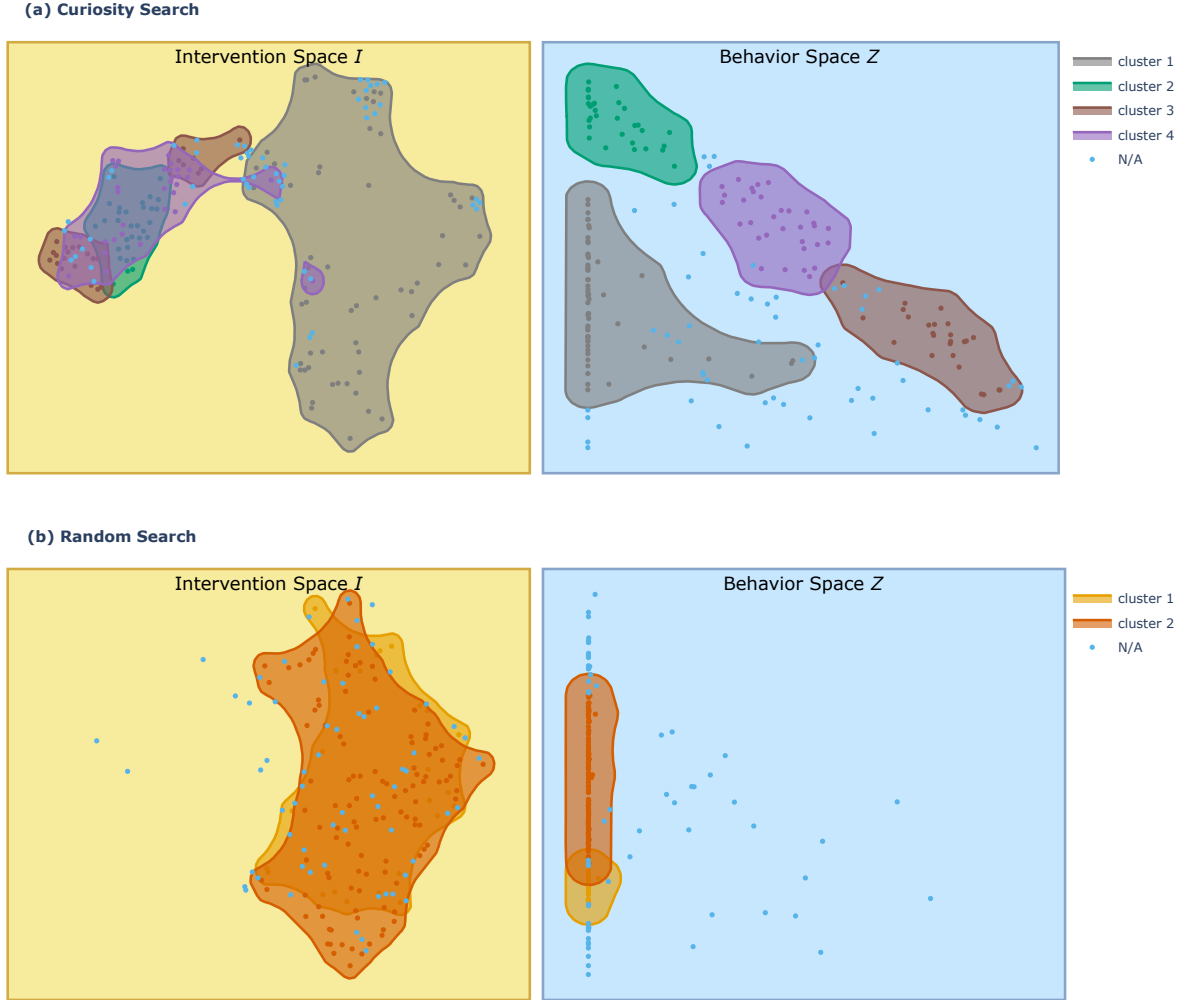 (a) Curiosity Search
Intervention Space I
Behavior Space Z
cluster 1
cluster 2
cluster 3
cluster 4
N/A
(b) Random Search
Intervention Space I
Behavior Space Z
cluster 1
cluster 2
N/A